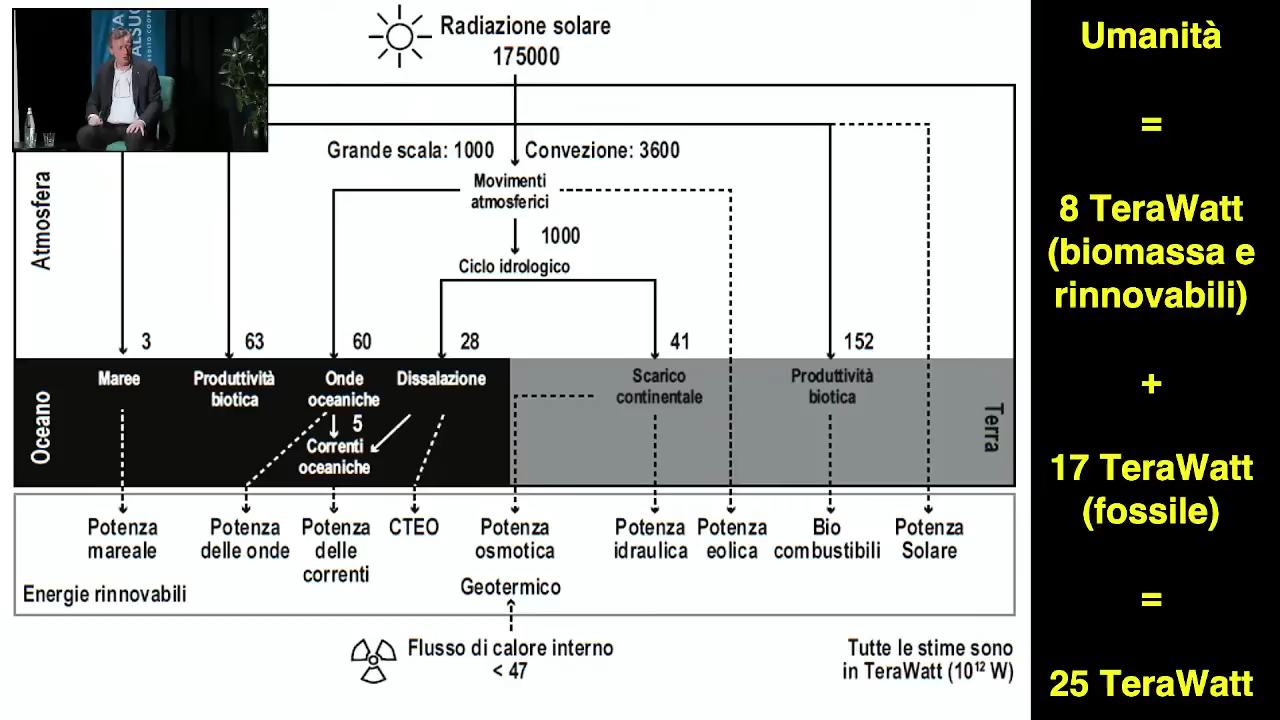 Radiazione solare
175000
Grande scala: 1000
Convezione: 3600
Movimenti
atmosferici
1000
Ciclo idrologico
Atmosfera
3
63
60
28
41
152
Maree
Produttività
biotica
Onde
oceaniche
Dissalazione
Scarico
continentale
Produttività
biotica
5
Correnti
oceaniche
Oceano
Terra
Potenza
mareale
Potenza
delle onde
Potenza
delle
correnti
CTEO
Potenza
osmotica
Potenza
idraulica
Potenza
eolica
Bio
combustibili
Potenza
Solare
Geotermico
Energie rinnovabili
Flusso di calore interno
< 47
Tutte le stime sono
in TeraWatt (10¹² W)
Umanità
=
8 TeraWatt
(biomassa e
rinnovabili)
+
17 TeraWatt
(fossile)
=
25 TeraWatt